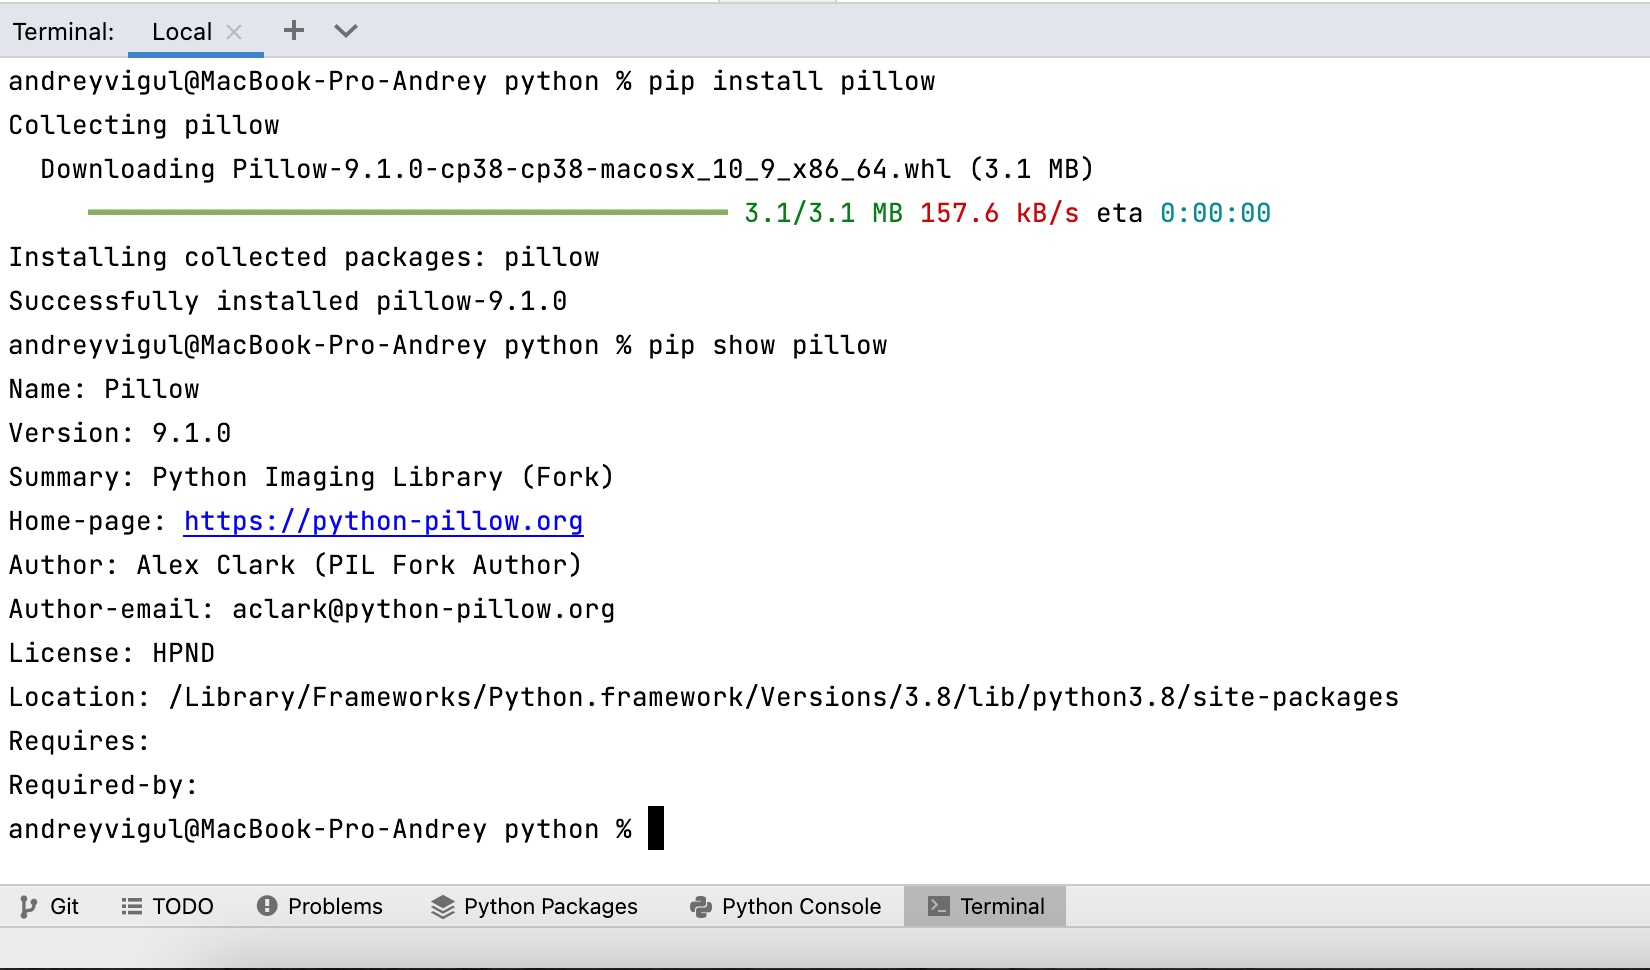 Terminal: Local
andreyvigul@MacBook-Pro-Andrey python % pip install pillow
Collecting pillow
Downloading Pillow-9.1.0-cp38-cp38-macosx_10_9_x86_64.whl (3.1 MB)
3.1/3.1 MB 157.6 kB/s eta 0:00:00
Installing collected packages: pillow
Successfully installed pillow-9.1.0
andreyvigul@MacBook-Pro-Andrey python % pip show pillow
Name: Pillow
Version: 9.1.0
Summary: Python Imaging Library (Fork)
Home-page: https://python-pillow.org
Author: Alex Clark (PIL Fork Author)
Author-email: aclark@python-pillow.org
License: HPND
Location: /Library/Frameworks/Python.framework/Versions/3.8/lib/python3.8/site-packages
Requires:
Required-by:
andreyvigul@MacBook-Pro-Andrey python %
Git TODO Problems Python Packages Python Console Terminal